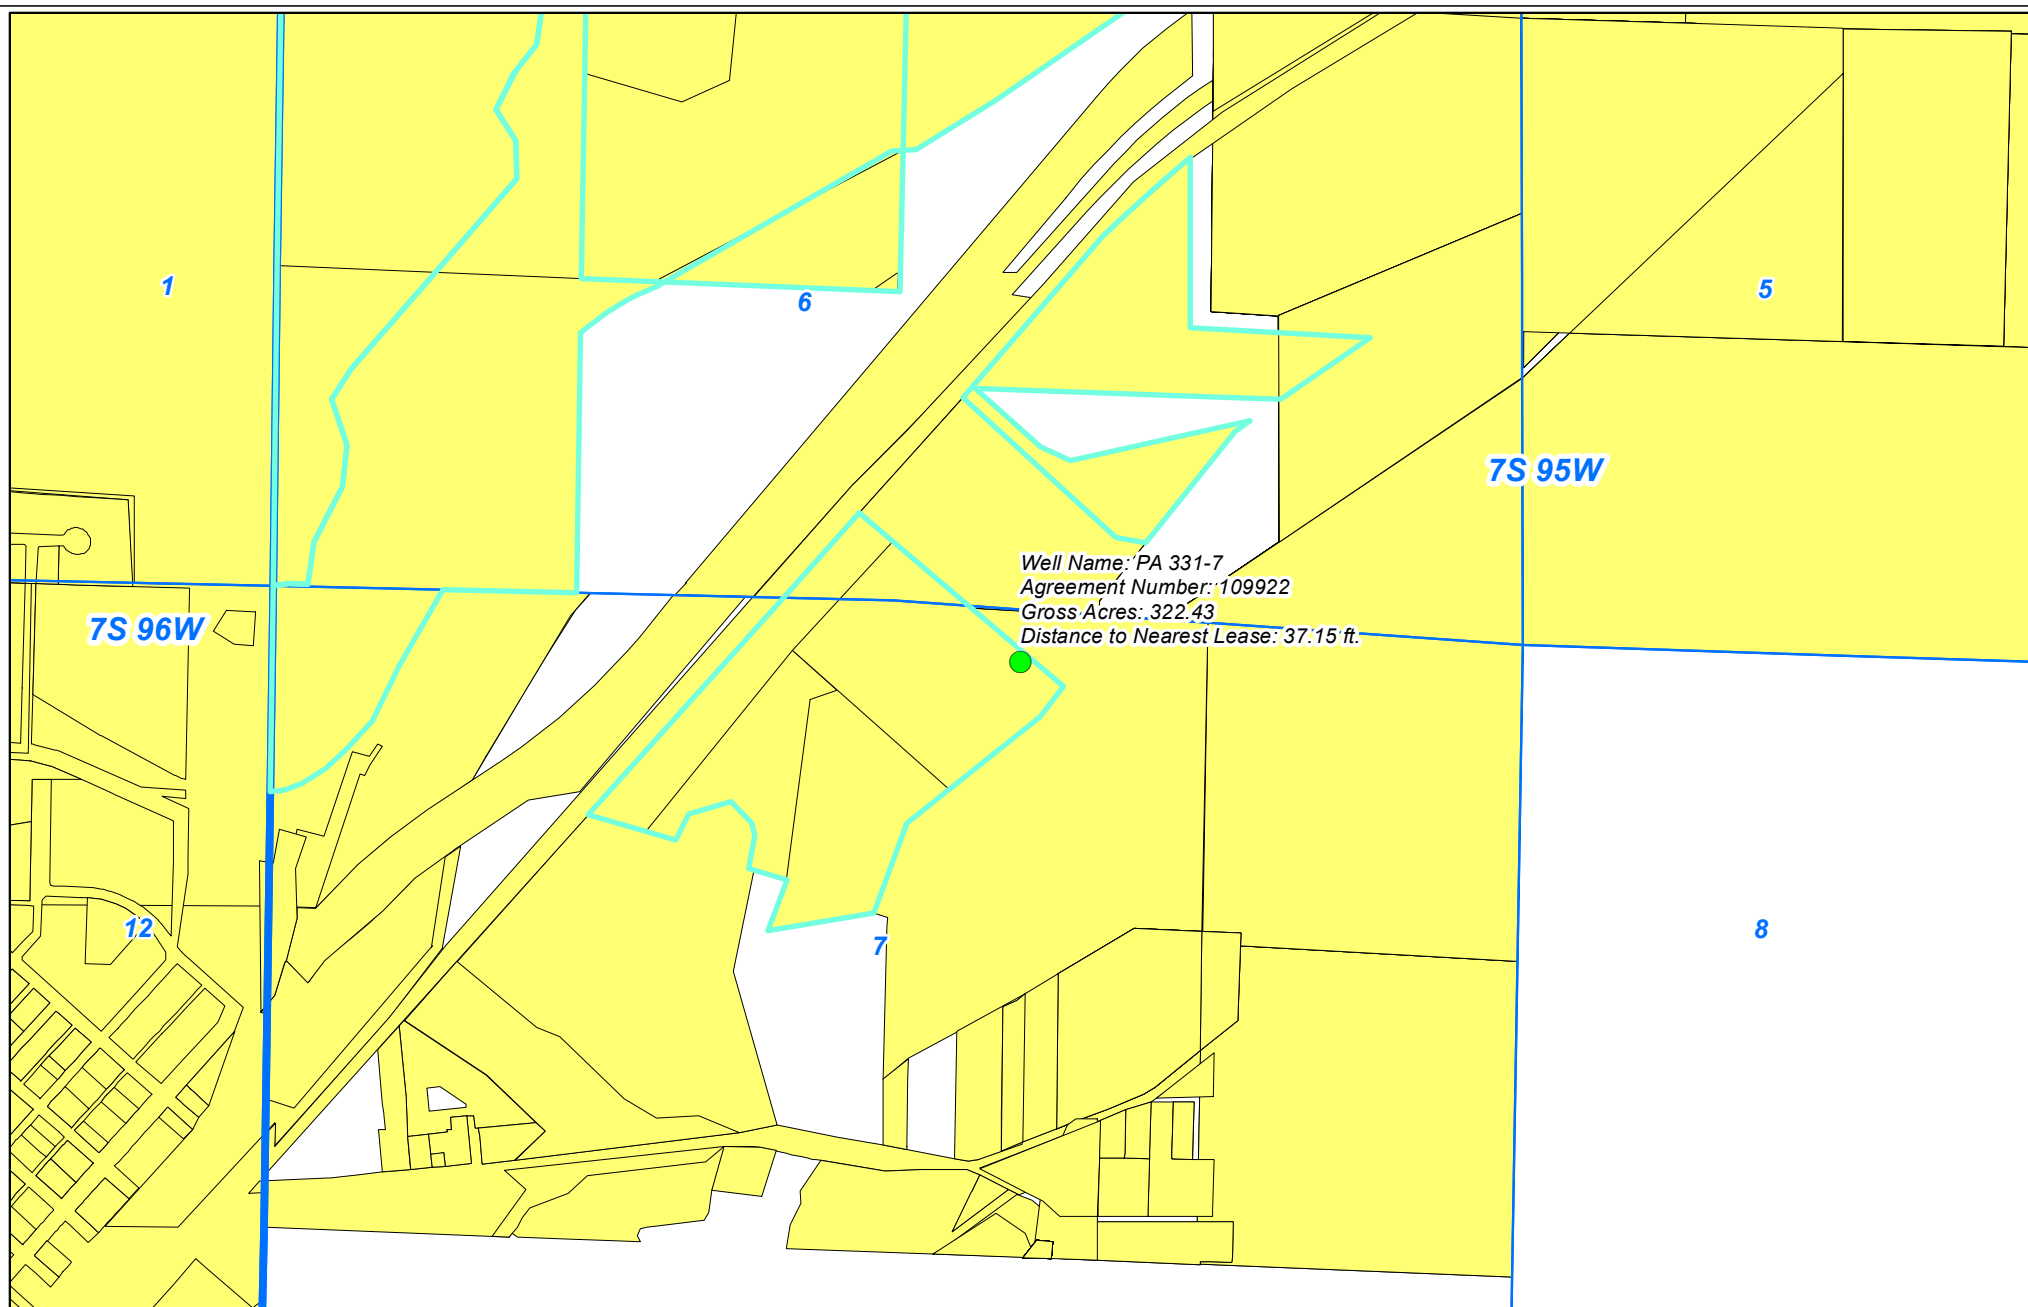 1
6
5
7S 95W
Well Name: PA 331-7
Agreement Number: 109922
Gross Acres: 322.43
Distance to Nearest Lease: 37.15 ft.
7S 96W
12
7
8